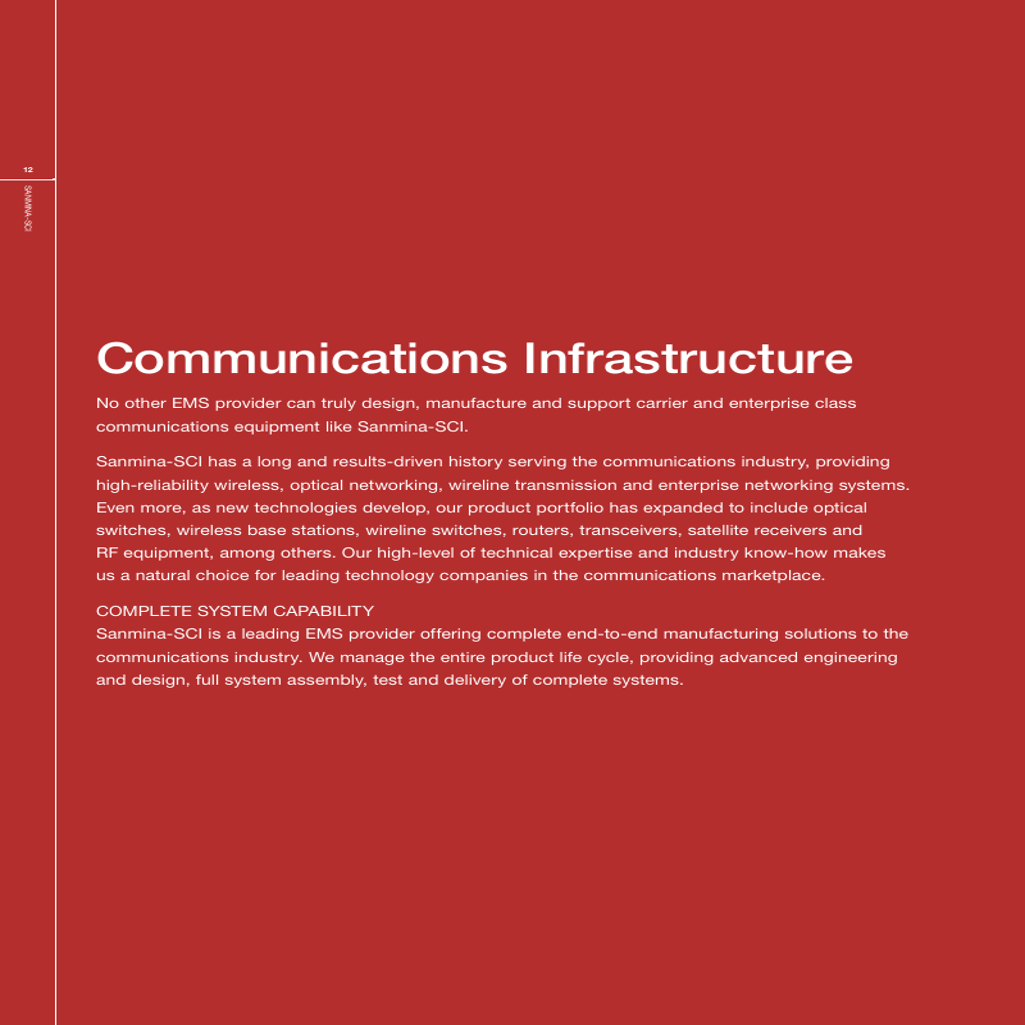 12
SANMINA-SCI
Communications Infrastructure
No other EMS provider can truly design, manufacture and support carrier and enterprise class
communications equipment like Sanmina-SCI.
Sanmina-SCI has a long and results-driven history serving the communications industry, providing
high-reliability wireless, optical networking, wireline transmission and enterprise networking systems.
Even more, as new technologies develop, our product portfolio has expanded to include optical
switches, wireless base stations, wireline switches, routers, transceivers, satellite receivers and
RF equipment, among others. Our high-level of technical expertise and industry know-how makes
us a natural choice for leading technology companies in the communications marketplace.
COMPLETE SYSTEM CAPABILITY
Sanmina-SCI is a leading EMS provider offering complete end-to-end manufacturing solutions to the
communications industry. We manage the entire product life cycle, providing advanced engineering
and design, full system assembly, test and delivery of complete systems.